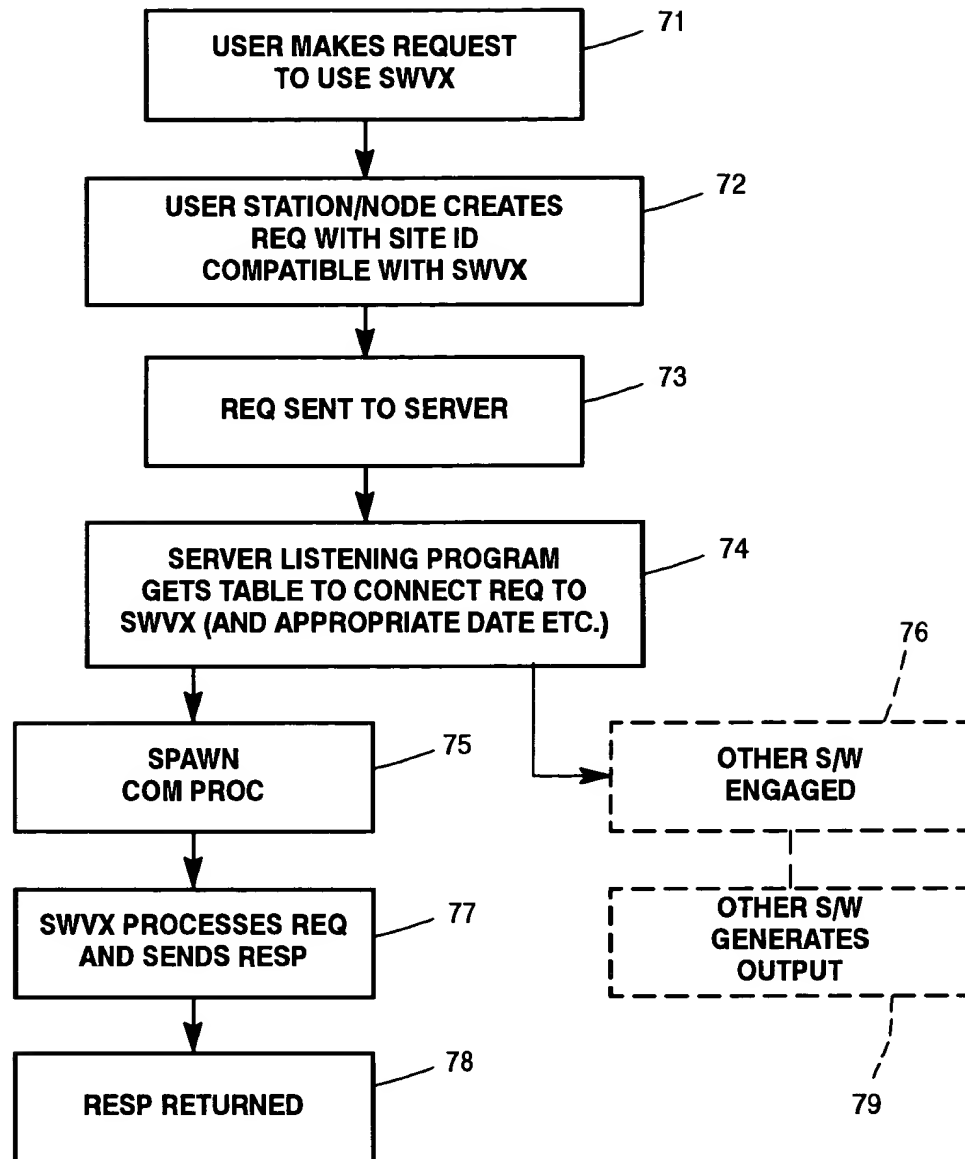 71
USER MAKES REQUEST
TO USE SWVX
72
USER STATION/NODE CREATES
REQ WITH SITE ID
COMPATIBLE WITH SWVX
73
REQ SENT TO SERVER
74
SERVER LISTENING PROGRAM
GETS TABLE TO CONNECT REQ TO
SWVX (AND APPROPRIATE DATE ETC.)
75
SPAWN
COM PROC
76
OTHER S/W
ENGAGED
77
SWVX PROCESSES REQ
AND SENDS RESP
OTHER S/W
GENERATES
OUTPUT
79
78
RESP RETURNED